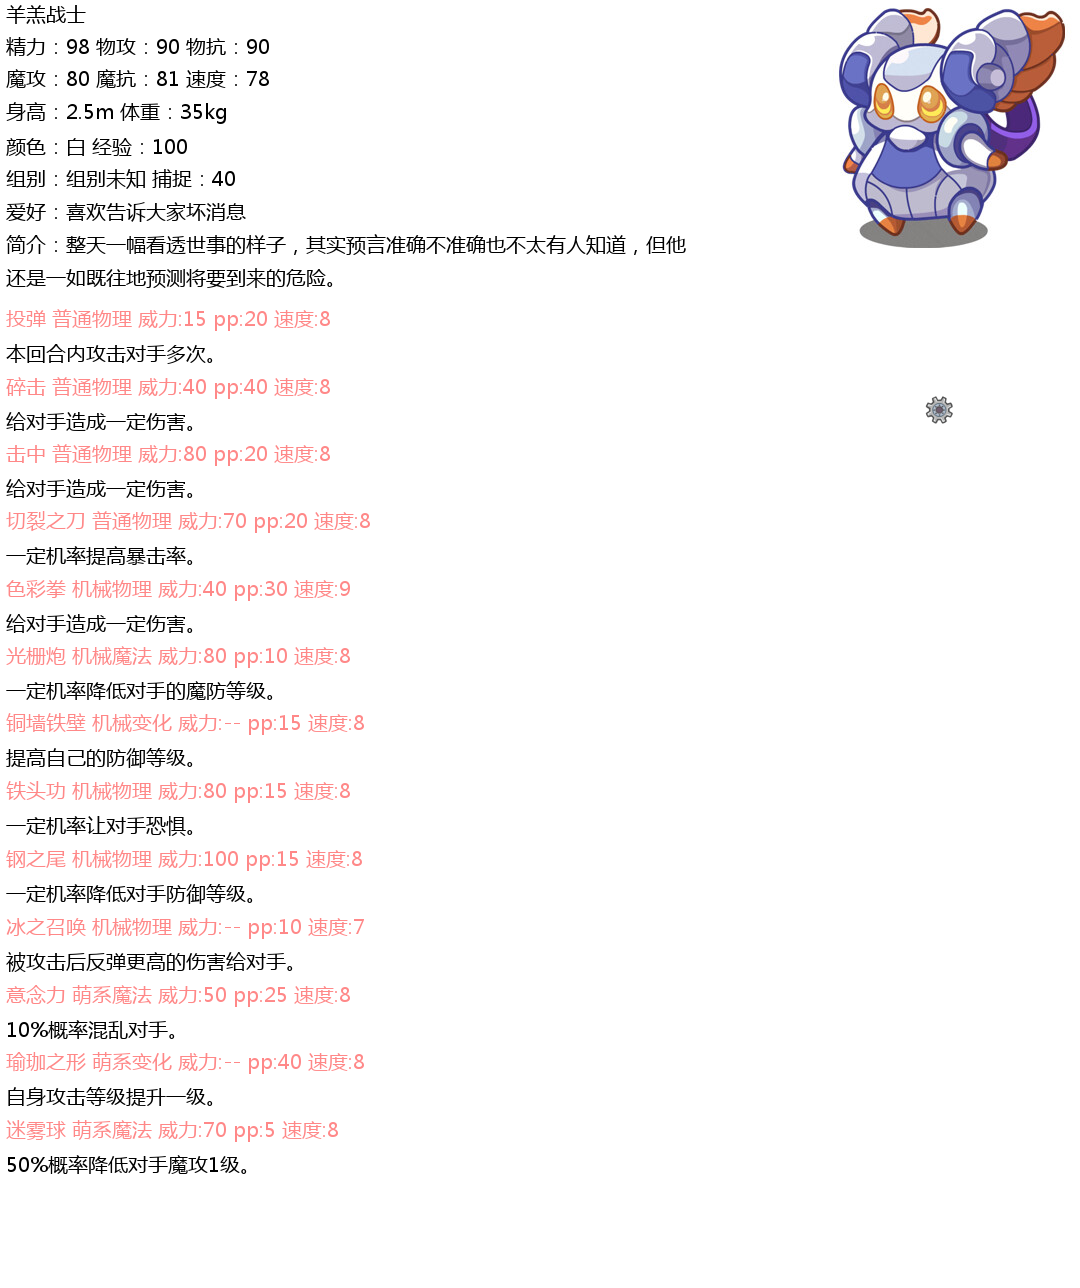 羊羔战士
精力：98 物攻：90 物抗：90
魔攻：80 魔抗：81 速度：78
身高：2.5m 体重：35kg
颜色：白 经验：100
组别：组别未知 捕捉：40
爱好：喜欢告诉大家坏消息
简介：整天一幅看透世事的样子，其实预言准确不准确也不太有人知道，但他
还是一如既往地预测将要到来的危险。
投弹 普通物理 威力:15 pp:20 速度:8
本回合内攻击对手多次。
碎击 普通物理 威力:40 pp:40 速度:8
给对手造成一定伤害。
击中 普通物理 威力:80 pp:20 速度:8
给对手造成一定伤害。
切裂之刀 普通物理 威力:70 pp:20 速度:8
一定机率提高暴击率。
色彩拳 机械物理 威力:40 pp:30 速度:9
给对手造成一定伤害。
光栅炮 机械魔法 威力:80 pp:10 速度:8
一定机率降低对手的魔防等级。
铜墙铁壁 机械变化 威力:-- pp:15 速度:8
提高自己的防御等级。
铁头功 机械物理 威力:80 pp:15 速度:8
一定机率让对手恐惧。
钢之尾 机械物理 威力:100 pp:15 速度:8
一定机率降低对手防御等级。
冰之召唤 机械物理 威力:-- pp:10 速度:7
被攻击后反弹更高的伤害给对手。
意念力 萌系魔法 威力:50 pp:25 速度:8
10%概率混乱对手。
瑜珈之形 萌系变化 威力:-- pp:40 速度:8
自身攻击等级提升一级。
迷雾球 萌系魔法 威力:70 pp:5 速度:8
50%概率降低对手魔攻1级。